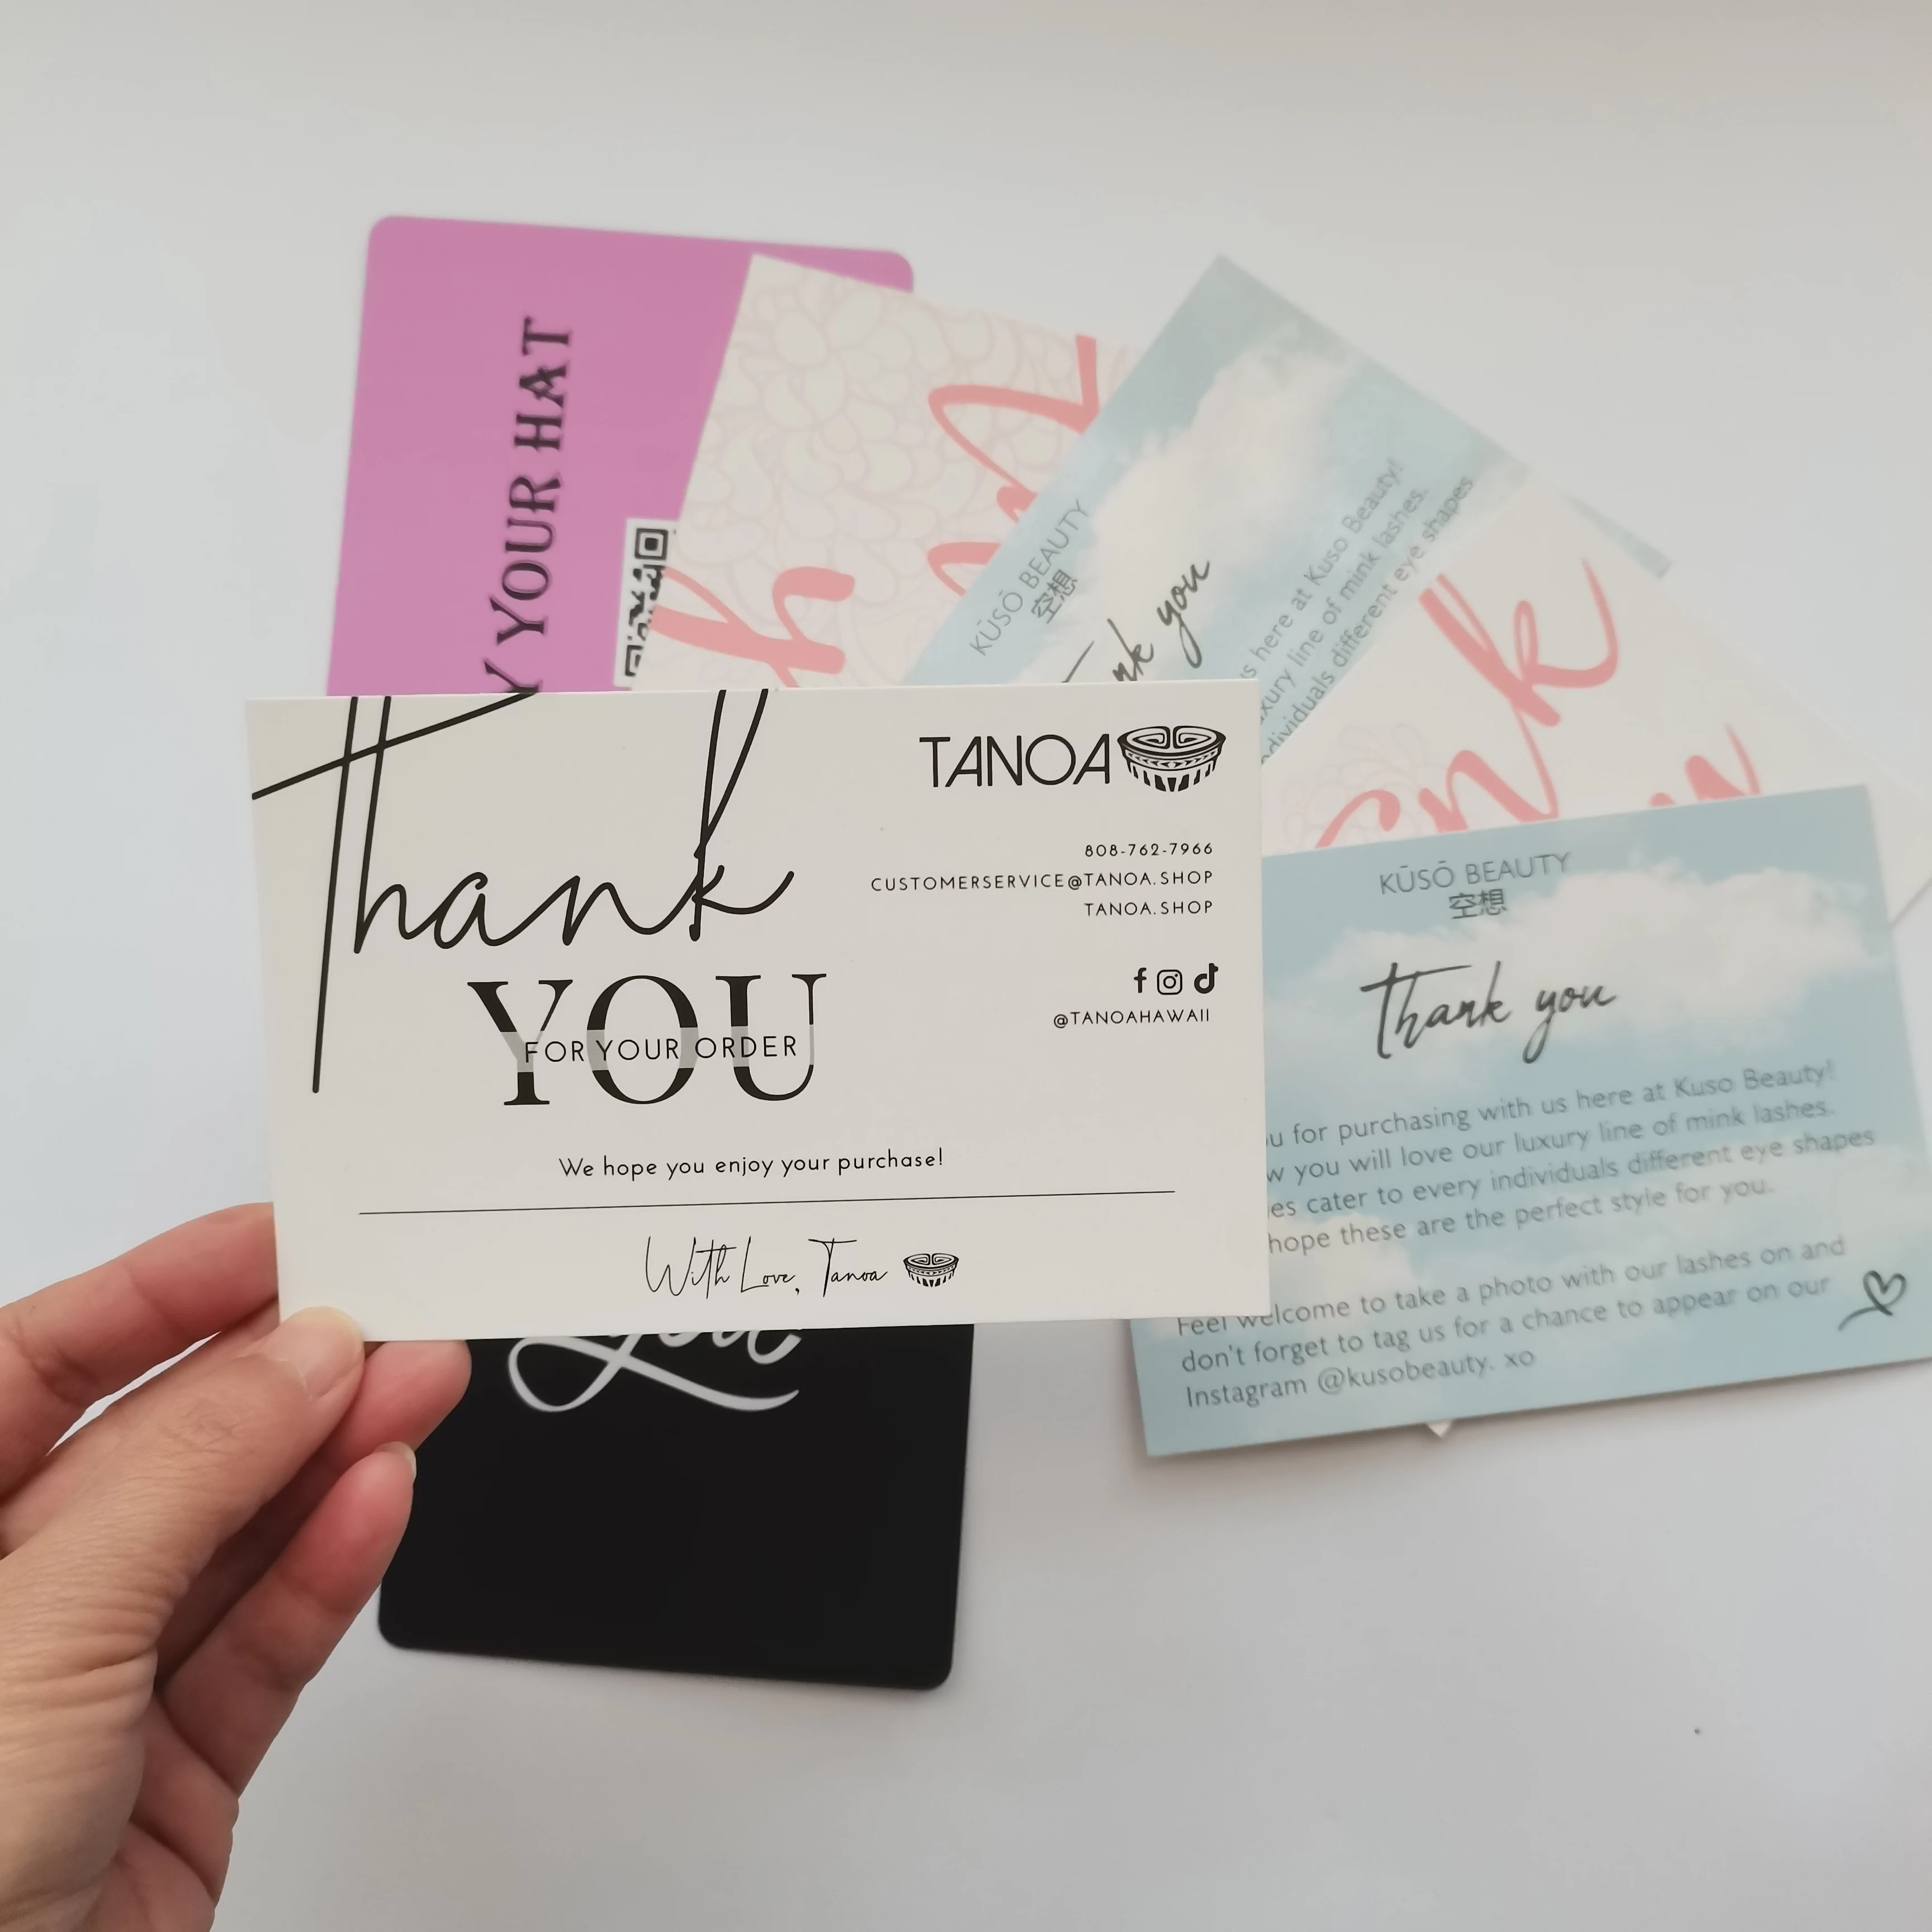 YOUR HAT
KŪSŌ BEAUTY
空想
you
here at Kuso Beauty!
line of mink lashes.
different eye shapes
Thank
YOU
FOR YOUR ORDER
TANOA
808-762-7966
CUSTOMERSERVICE@TANOA.SHOP
TANOA.SHOP
@TANOAHAWAII
We hope you enjoy your purchase!
With Love, Tanoa
you
KŪSŌ BEAUTY
空想
thank you
for purchasing with us here at Kuso Beauty!
you will love our luxury line of mink lashes.
cater to every individuals different eye shapes
hope these are the perfect style for you.
Feel welcome to take a photo with our lashes on and
don't forget to tag us for a chance to appear on our
Instagram @kusobeauty. xo